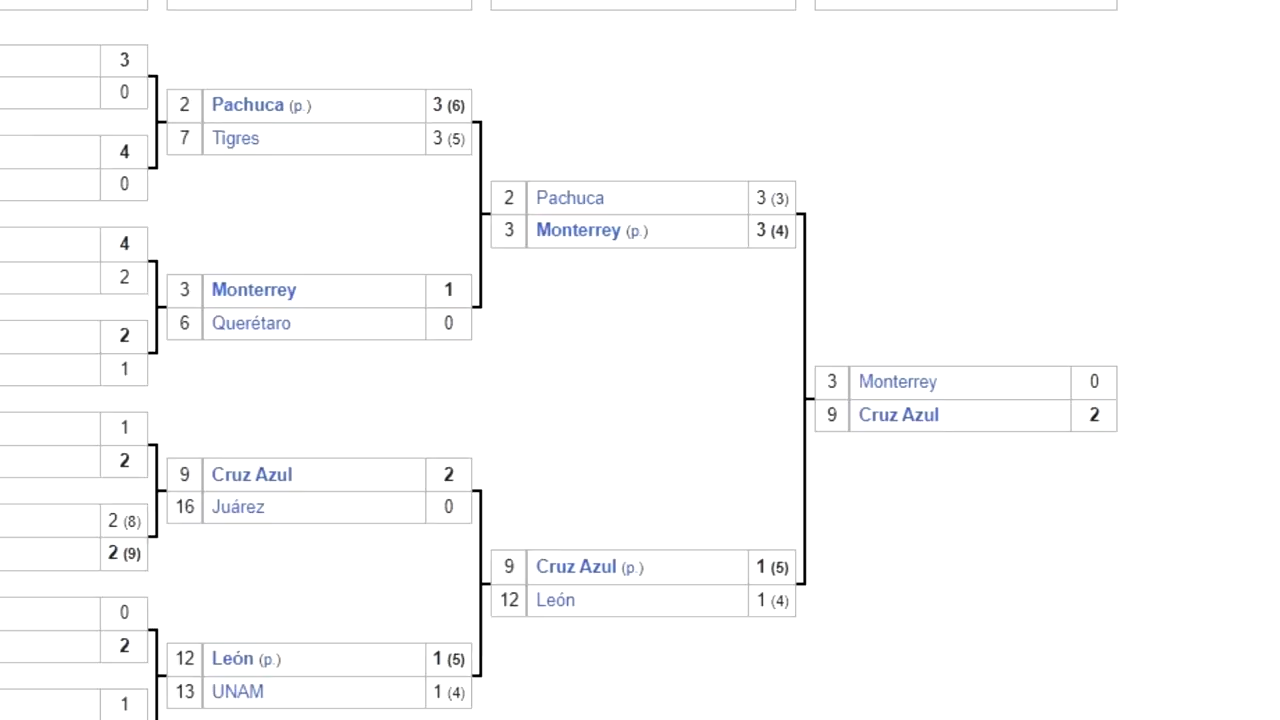 3
0
4
0
4
2
2
1
1
2
2 (8)
2 (9)
0
2
1
2 Pachuca (p.) 3 (6)
7 Tigres 3 (5)
3 Monterrey 1
6 Querétaro 0
9 Cruz Azul 2
16 Juárez 0
12 León (p.) 1 (5)
13 UNAM 1 (4)
2 Pachuca 3 (3)
3 Monterrey (p.) 3 (4)
9 Cruz Azul (p.) 1 (5)
12 León 1 (4)
3 Monterrey 0
9 Cruz Azul 2